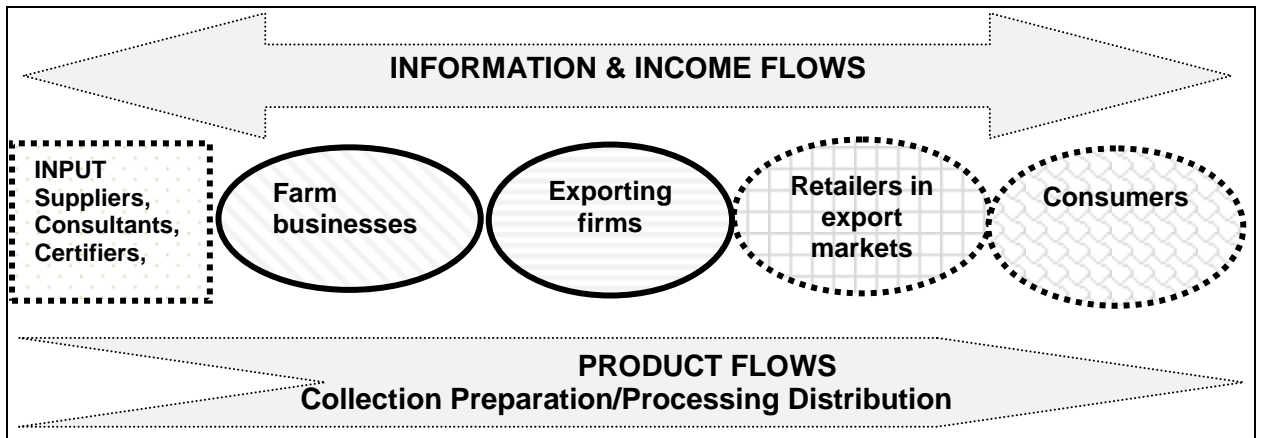 INFORMATION & INCOME FLOWS
INPUT
Suppliers,
Consultants,
Certifiers,
Farm
businesses
Exporting
firms
Retailers in
export
markets
Consumers
PRODUCT FLOWS
Collection Preparation/Processing Distribution